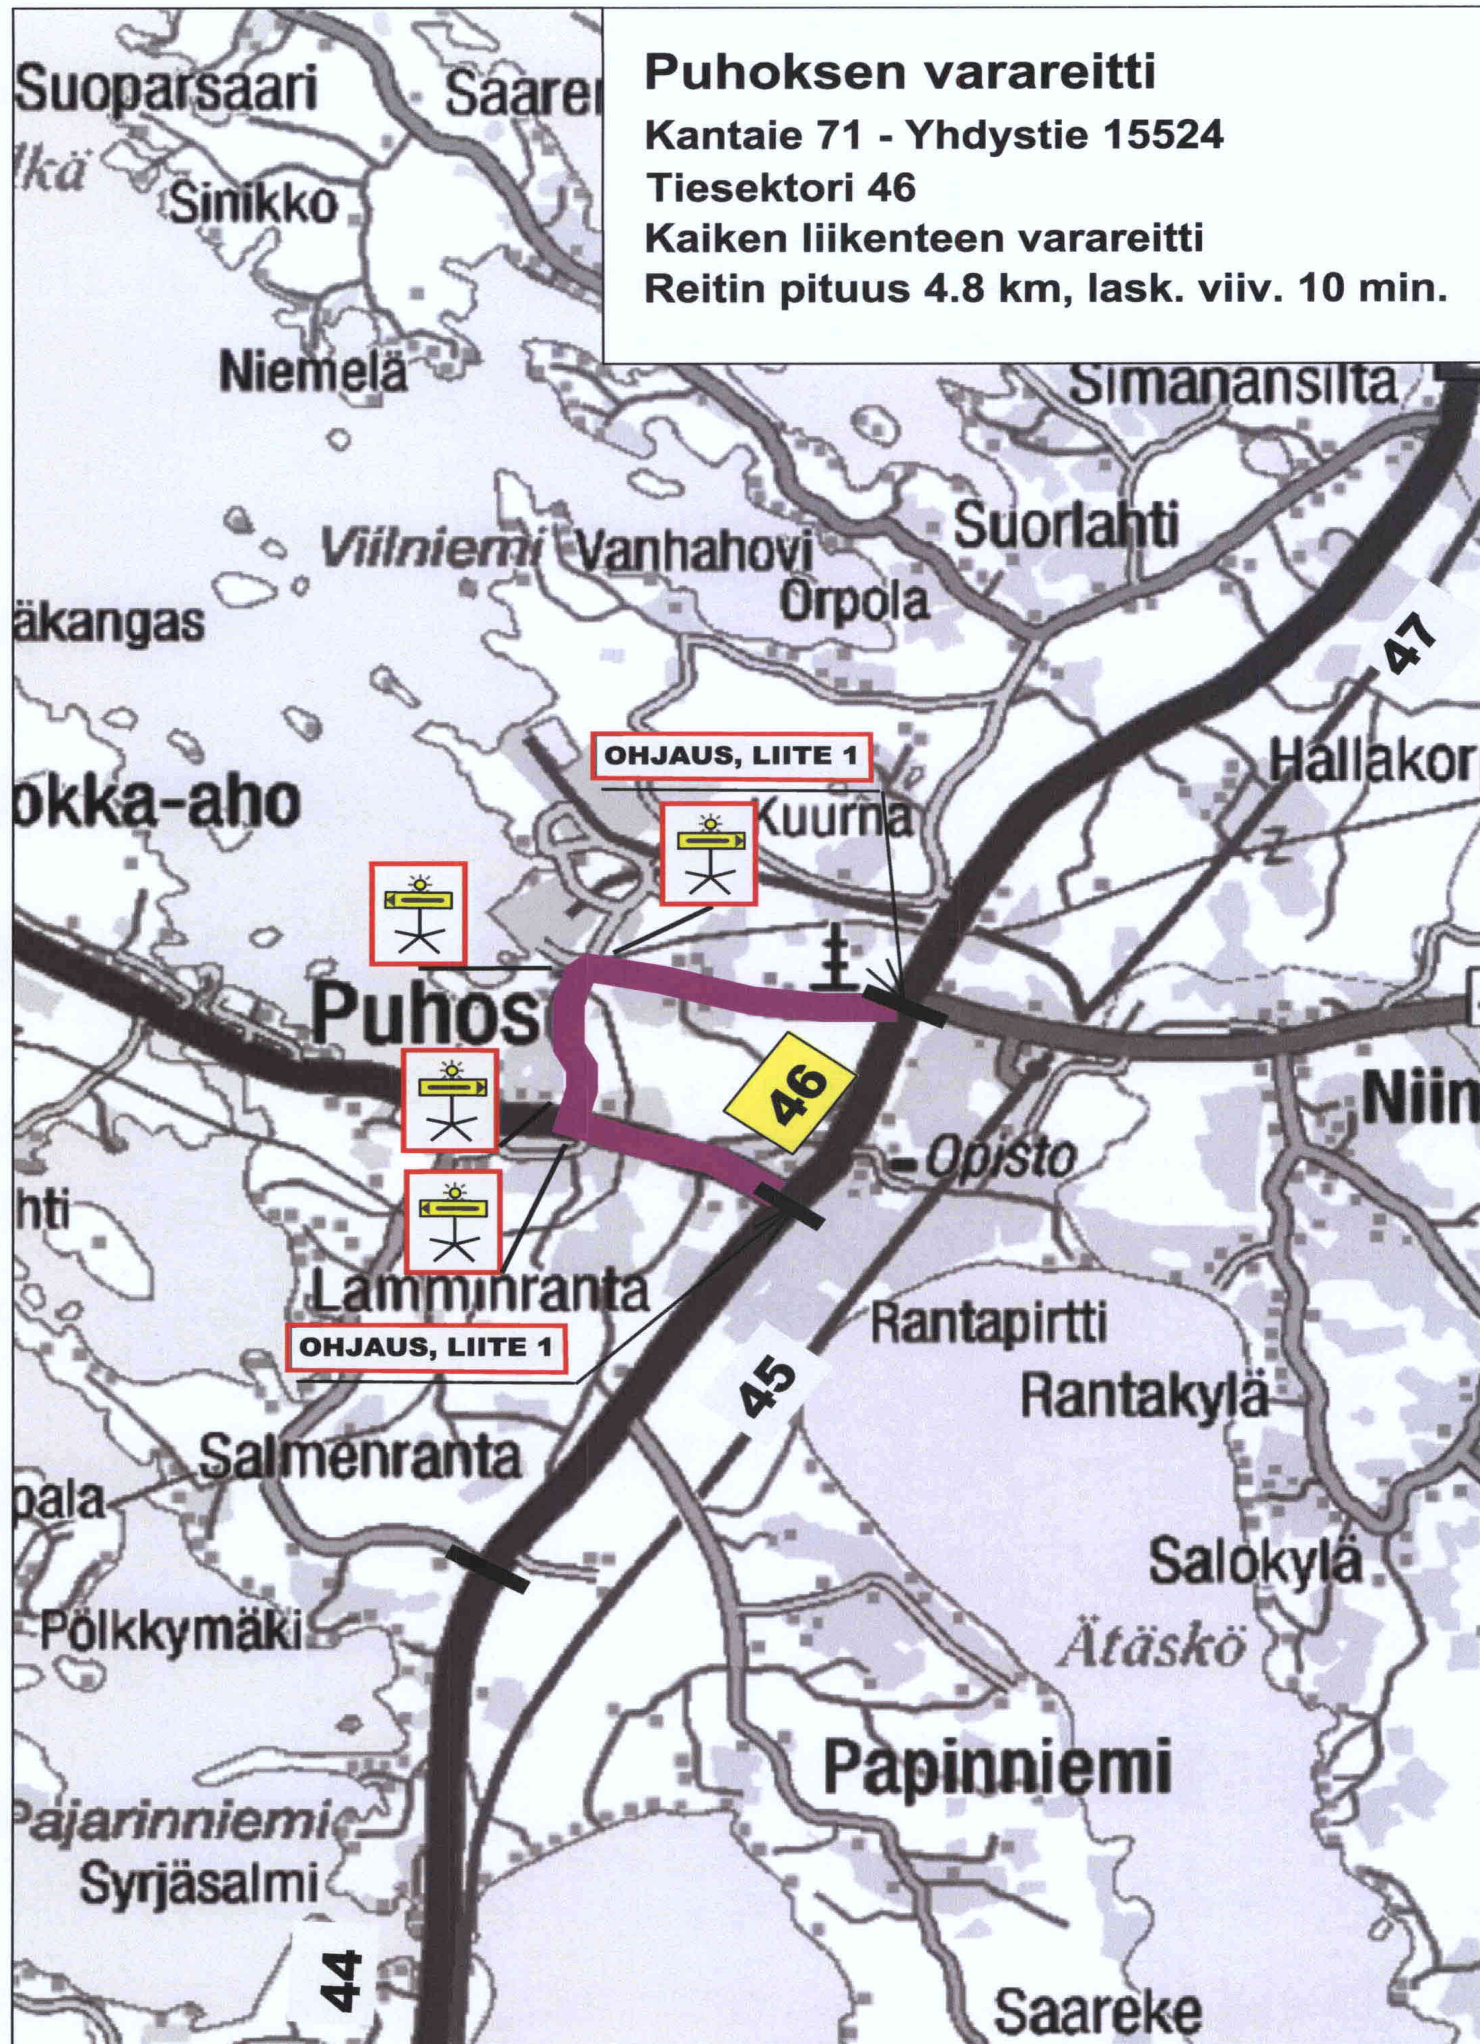 Puhoksen varareitti
Kantaie 71 - Yhdystie 15524
Tiesektori 46
Kaiken liikenteen varareitti
Reitin pituus 4.8 km, lask. viiv. 10 min.
Suoparsaari
Saarer
lkä
Sinikko
Niemelä
Simanansilta
Suorlahti
Viilniemi
Vanhahovi
Orpola
äkangas
47
OHJAUS, LIITE 1
Hallakor
okka-aho
Kuurna
Puhos
46
Niin
Opisto
hti
Lamminranta
OHJAUS, LIITE 1
Rantapirtti
45
Rantakylä
Salmenranta
pala
Salokylä
Pölkkymäki
Ätäskö
Papinniemi
Pajarinniemi
Syrjäsalmi
44
Saareke